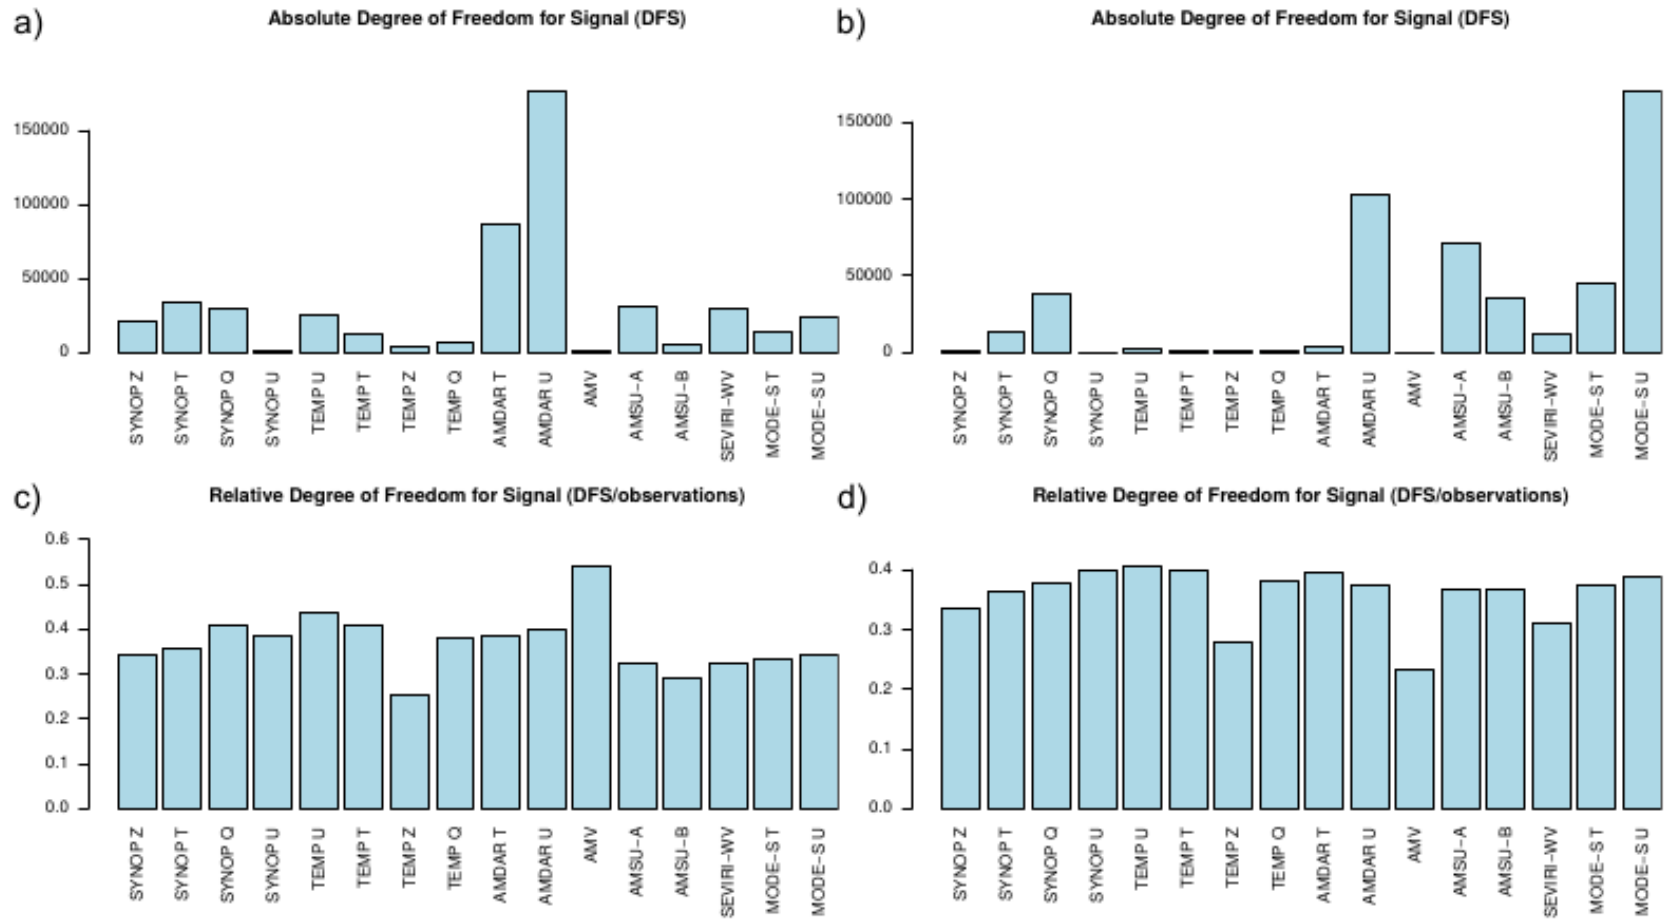 a)
Absolute Degree of Freedom for Signal (DFS)
150000
100000
50000
0
SYNOP Z
SYNOP T
SYNOP Q
SYNOP U
TEMP U
TEMP T
TEMP Z
TEMP Q
AMDAR T
AMDAR U
AMV
AMSU-A
AMSU-B
SEVIRI-WV
MODE-S T
MODE-S U
b)
Absolute Degree of Freedom for Signal (DFS)
150000
100000
50000
0
SYNOP Z
SYNOP T
SYNOP Q
SYNOP U
TEMP U
TEMP T
TEMP Z
TEMP Q
AMDAR T
AMDAR U
AMV
AMSU-A
AMSU-B
SEVIRI-WV
MODE-S T
MODE-S U
c)
Relative Degree of Freedom for Signal (DFS/observations)
0.6
0.5
0.4
0.3
0.2
0.1
0.0
SYNOP Z
SYNOP T
SYNOP Q
SYNOP U
TEMP U
TEMP T
TEMP Z
TEMP Q
AMDAR T
AMDAR U
AMV
AMSU-A
AMSU-B
SEVIRI-WV
MODE-S T
MODE-S U
d)
Relative Degree of Freedom for Signal (DFS/observations)
0.4
0.3
0.2
0.1
0.0
SYNOP Z
SYNOP T
SYNOP Q
SYNOP U
TEMP U
TEMP T
TEMP Z
TEMP Q
AMDAR T
AMDAR U
AMV
AMSU-A
AMSU-B
SEVIRI-WV
MODE-S T
MODE-S U